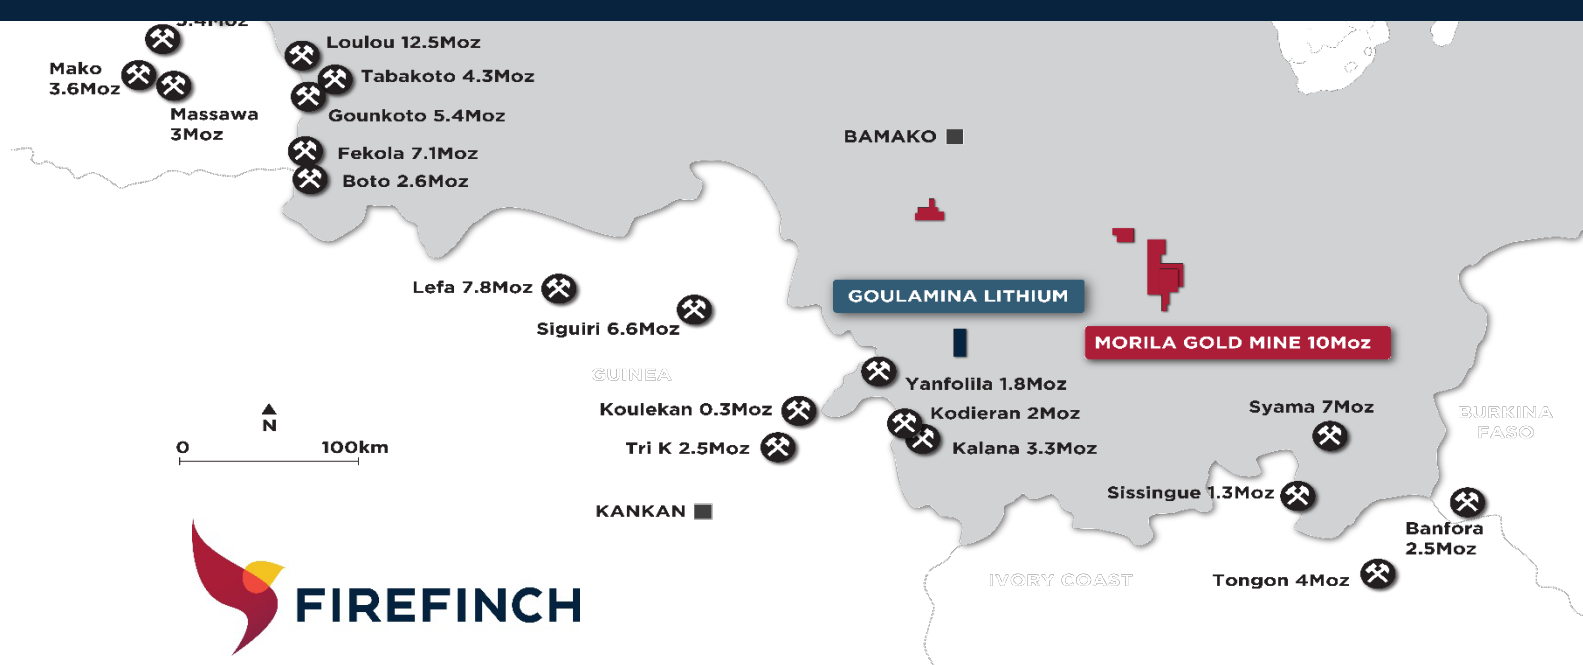 Loulou 12.5Moz
Mako
3.6Moz
Tabakoto 4.3Moz
Massawa
3Moz
Gounkoto 5.4Moz
BAMAKO
Fekola 7.1Moz
Boto 2.6Moz
Lefa 7.8Moz
GOULAMINA LITHIUM
Siguiri 6.6Moz
MORILA GOLD MINE 10Moz
GUINEA
Yanfolila 1.8Moz
Koulekan 0.3Moz
Kodieran 2Moz
Syama 7Moz
BURKINA
FASO
N
0 100km
Tri K 2.5Moz
Kalana 3.3Moz
Sissingue 1.3Moz
KANKAN
Banfora
2.5Moz
IVORY COAST
Tongon 4Moz
FIREFINCH